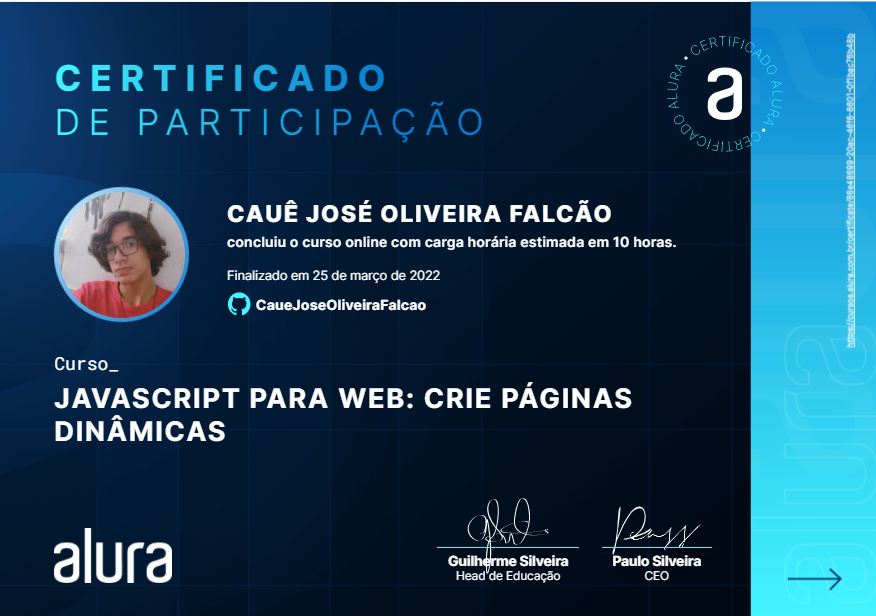 CERTIFICADO
DE PARTICIPAÇÃO
CERTIFICADO ALURA • CERTIFICADO ALURA •
a
CAUÊ JOSÉ OLIVEIRA FALCÃO
concluiu o curso online com carga horária estimada em 10 horas.
Finalizado em 25 de março de 2022
CaueJoseOliveiraFalcao
Curso_
JAVASCRIPT PARA WEB: CRIE PÁGINAS
DINÂMICAS
alura
Guilherme Silveira
Head de Educação
Paulo Silveira
CEO
alura